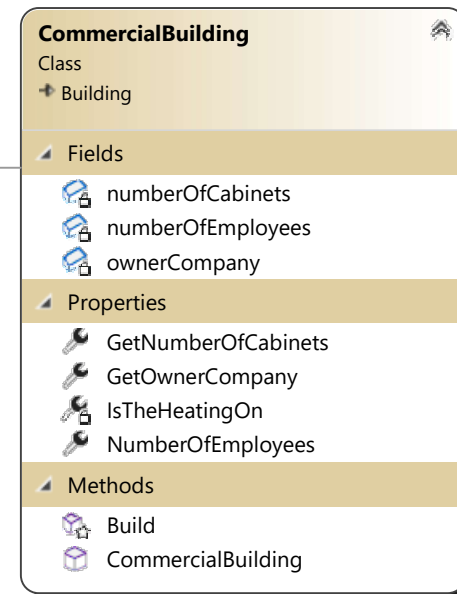 CommercialBuilding
Class
Building
Fields
numberOfCabinets
numberOfEmployees
ownerCompany
Properties
GetNumberOfCabinets
GetOwnerCompany
IsTheHeatingOn
NumberOfEmployees
Methods
Build
CommercialBuilding